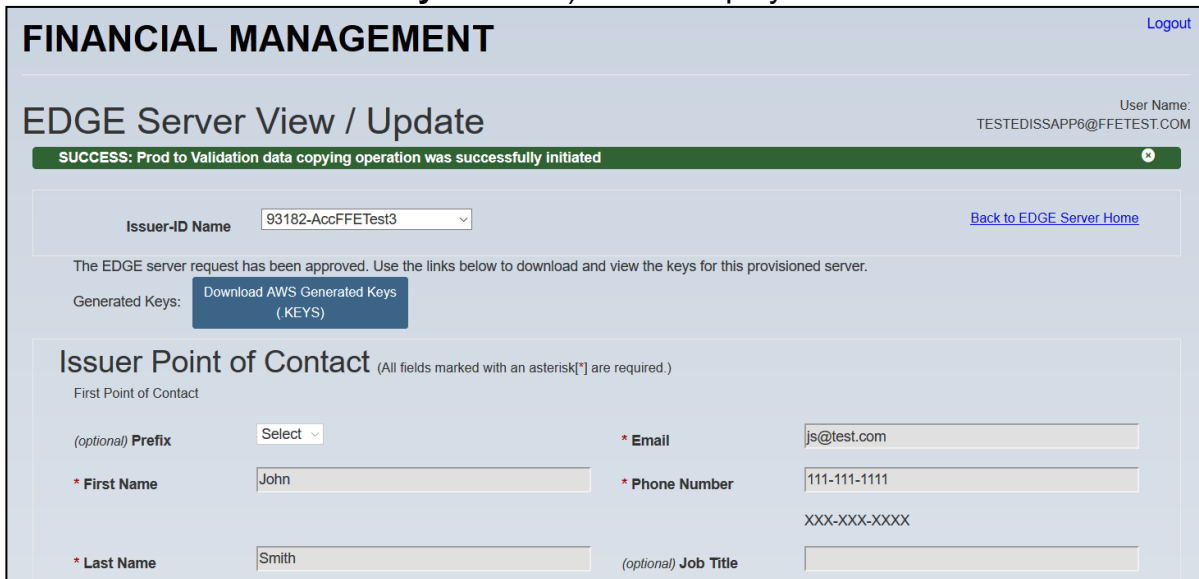 Logout
FINANCIAL MANAGEMENT
EDGE Server View / Update
User Name:
TESTEDISSAPP6@FFETEST.COM
SUCCESS: Prod to Validation data copying operation was successfully initiated
Issuer-ID Name
93182-AccFFETest3
Back to EDGE Server Home
The EDGE server request has been approved. Use the links below to download and view the keys for this provisioned server.
Generated Keys:
Download AWS Generated Keys
(.KEYS)
Issuer Point of Contact (All fields marked with an asterisk[*] are required.)
First Point of Contact
(optional) Prefix
Select
* Email
js@test.com
* First Name
John
* Phone Number
111-111-1111
XXX-XXX-XXXX
* Last Name
Smith
(optional) Job Title